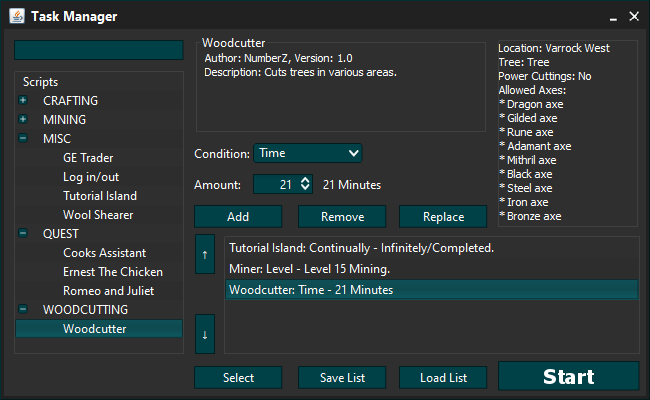 Task Manager
Scripts
CRAFTING
MINING
MISC
GE Trader
Log in/out
Tutorial Island
Wool Shearer
QUEST
Cooks Assistant
Ernest The Chicken
Romeo and Juliet
WOODCUTTING
Woodcutter
Woodcutter
Author: NumberZ, Version: 1.0
Description: Cuts trees in various areas.
Condition: Time
Amount: 21 21 Minutes
Add Remove Replace
Location: Varrock West
Tree: Tree
Power Cuttings: No
Allowed Axes:
* Dragon axe
* Gilded axe
* Rune axe
* Adamant axe
* Mithril axe
* Black axe
* Steel axe
* Iron axe
* Bronze axe
↑
Tutorial Island: Continually - Infinitely/Completed.
Miner: Level - Level 15 Mining.
Woodcutter: Time - 21 Minutes
↓
Select Save List Load List Start